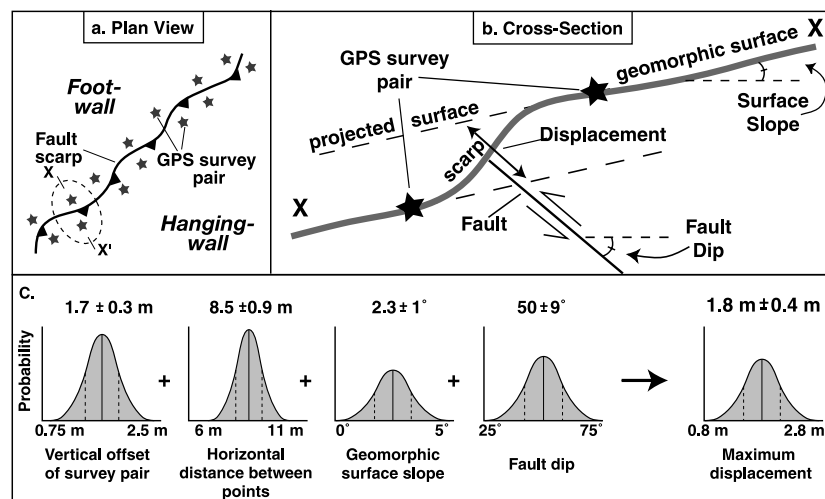 a. Plan View
Foot-
wall
Fault
scarp
GPS survey
pair
X
X'
Hanging-
wall
b. Cross-Section
X
GPS survey
pair
geomorphic surface
Surface
Slope
projected surface
Displacement
scarp
X
Fault
Fault
Dip
C.
1.7 ±0.3 m
8.5 ±0.9 m
2.3± 1°
50±9°
1.8 m±0.4 m
Probability
+
+
+
0.75 m 2.5 m
6 m 11 m
0° 5°
25° 75°
0.8 m 2.8 m
Vertical offset
of survey pair
Horizontal
distance between
points
Geomorphic
surface slope
Fault dip
Maximum
displacement